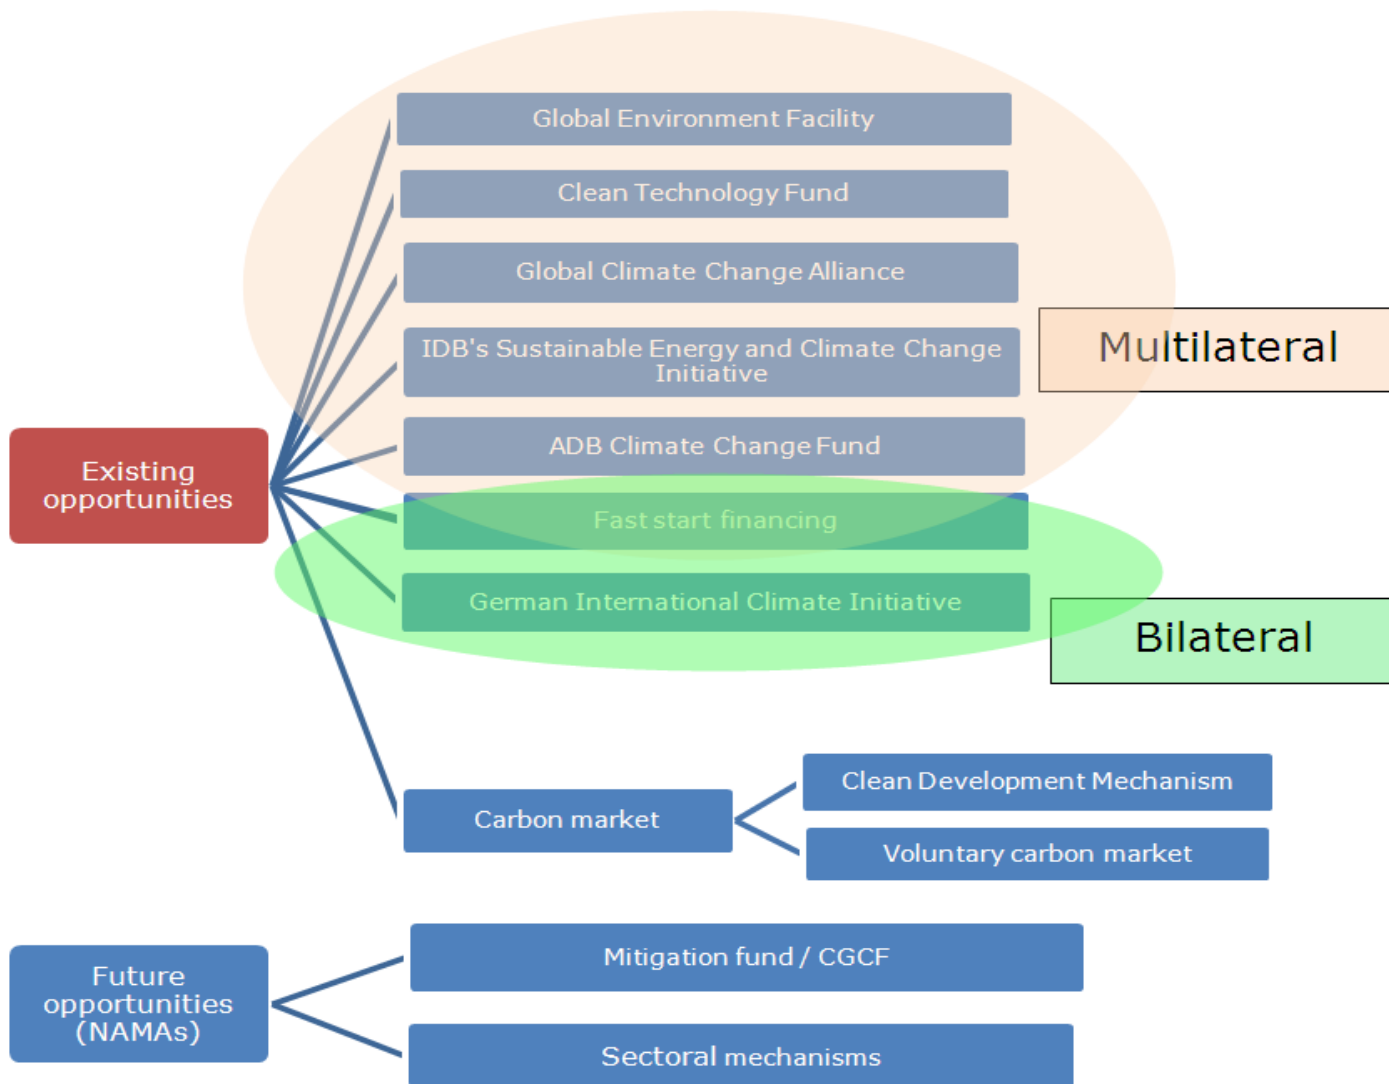 Global Environment Facility
Clean Technology Fund
Global Climate Change Alliance
IDB's Sustainable Energy and Climate Change
Initiative
Multilateral
ADB Climate Change Fund
Existing
opportunities
Fast start financing
German International Climate Initiative
Bilateral
Clean Development Mechanism
Carbon market
Voluntary carbon market
Mitigation fund / CGCF
Future
opportunities
(NAMAs)
Sectoral mechanisms